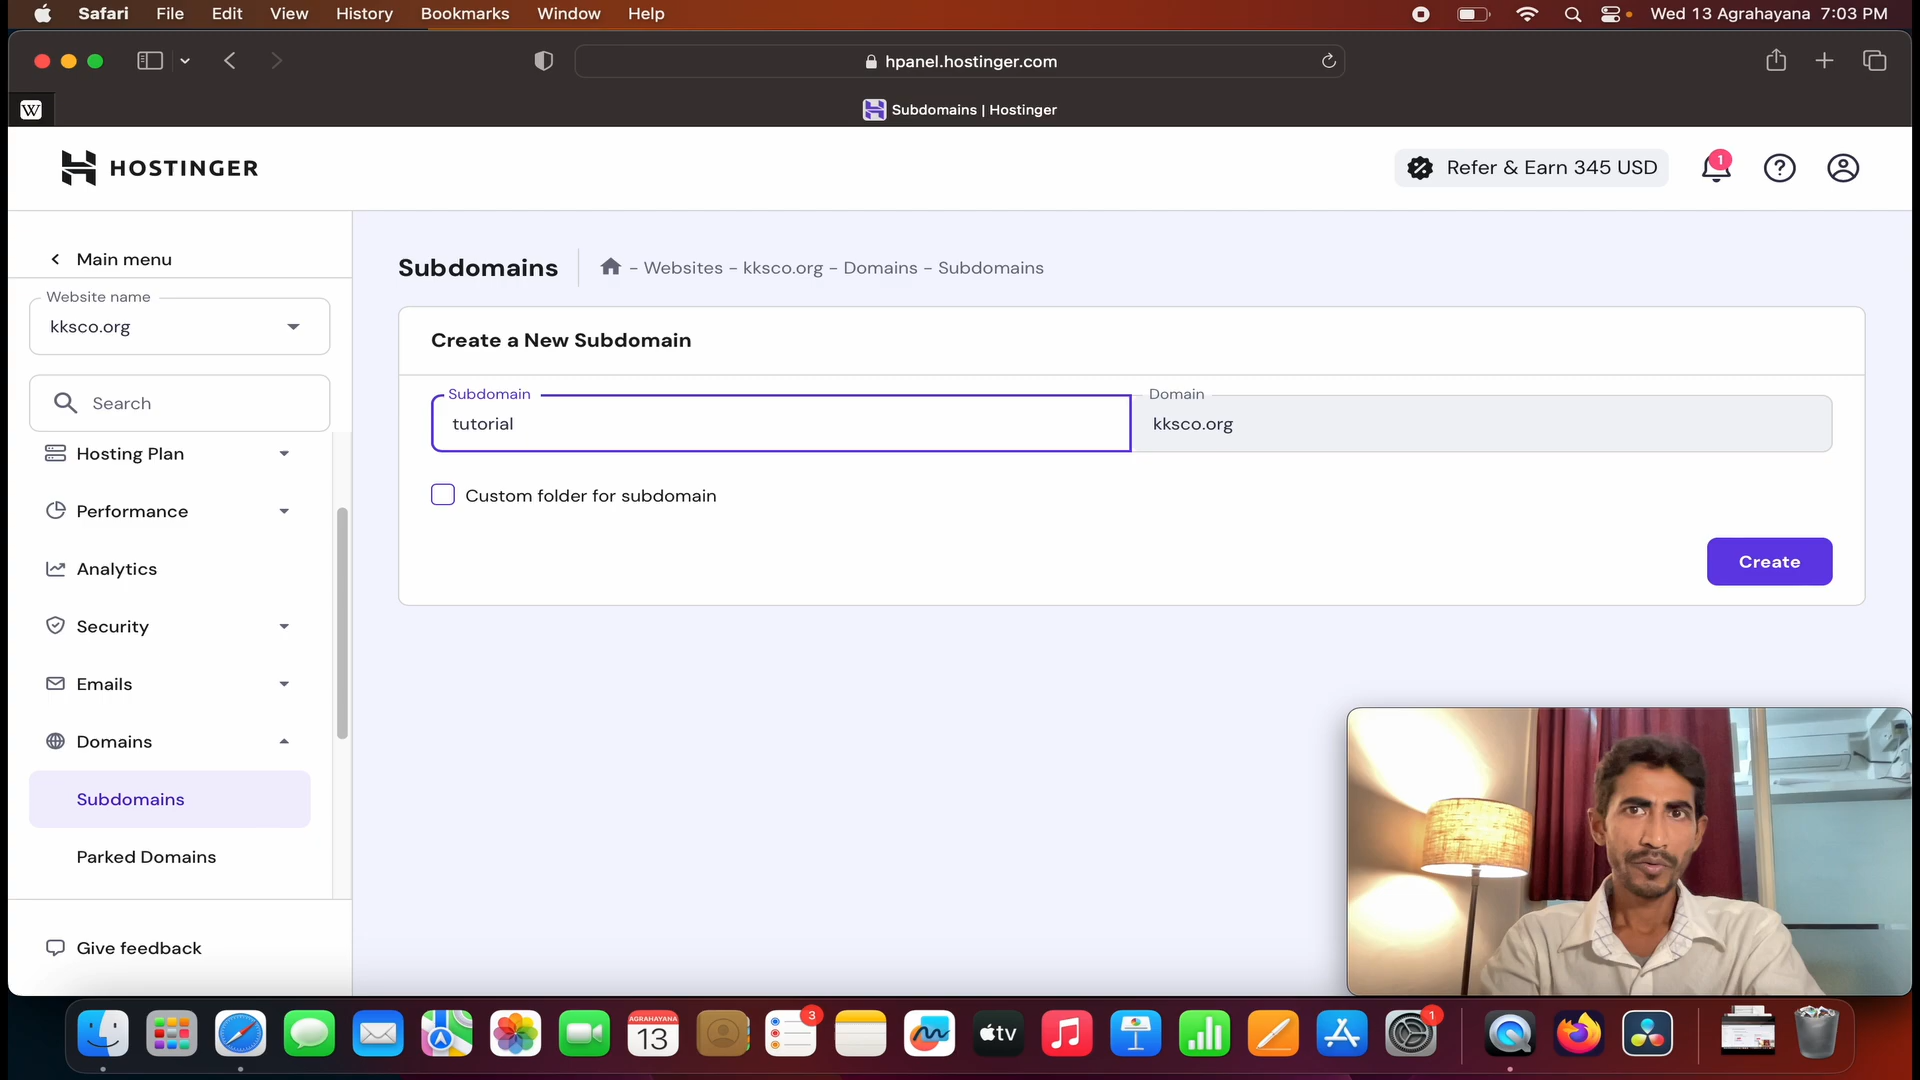 Safari File Edit View History Bookmarks Window Help
Wed 13 Agrahayana 7:03 PM
hpanel.hostinger.com
W
Subdomains | Hostinger
HOSTINGER
Refer & Earn 345 USD
1
Main menu
Website name
kksco.org
Search
Hosting Plan
Performance
Analytics
Security
Emails
Domains
Subdomains
Parked Domains
Give feedback
Subdomains
- Websites - kksco.org - Domains - Subdomains
Create a New Subdomain
Subdomain
tutorial
Domain
kksco.org
Custom folder for subdomain
Create
AGRAHAYANA
13
3
tv
1